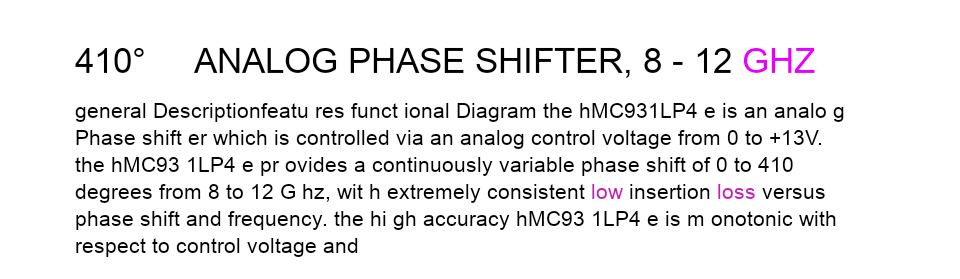 410° ANALOG PHASE SHIFTER, 8 - 12 GHZ
general Descriptionfeatu res funct ional Diagram the hMC931LP4 e is an analo g
Phase shift er which is controlled via an analog control voltage from 0 to +13V.
the hMC93 1LP4 e pr ovides a continuously variable phase shift of 0 to 410
degrees from 8 to 12 G hz, wit h extremely consistent low insertion loss versus
phase shift and frequency. the hi gh accuracy hMC93 1LP4 e is m onotonic with
respect to control voltage and